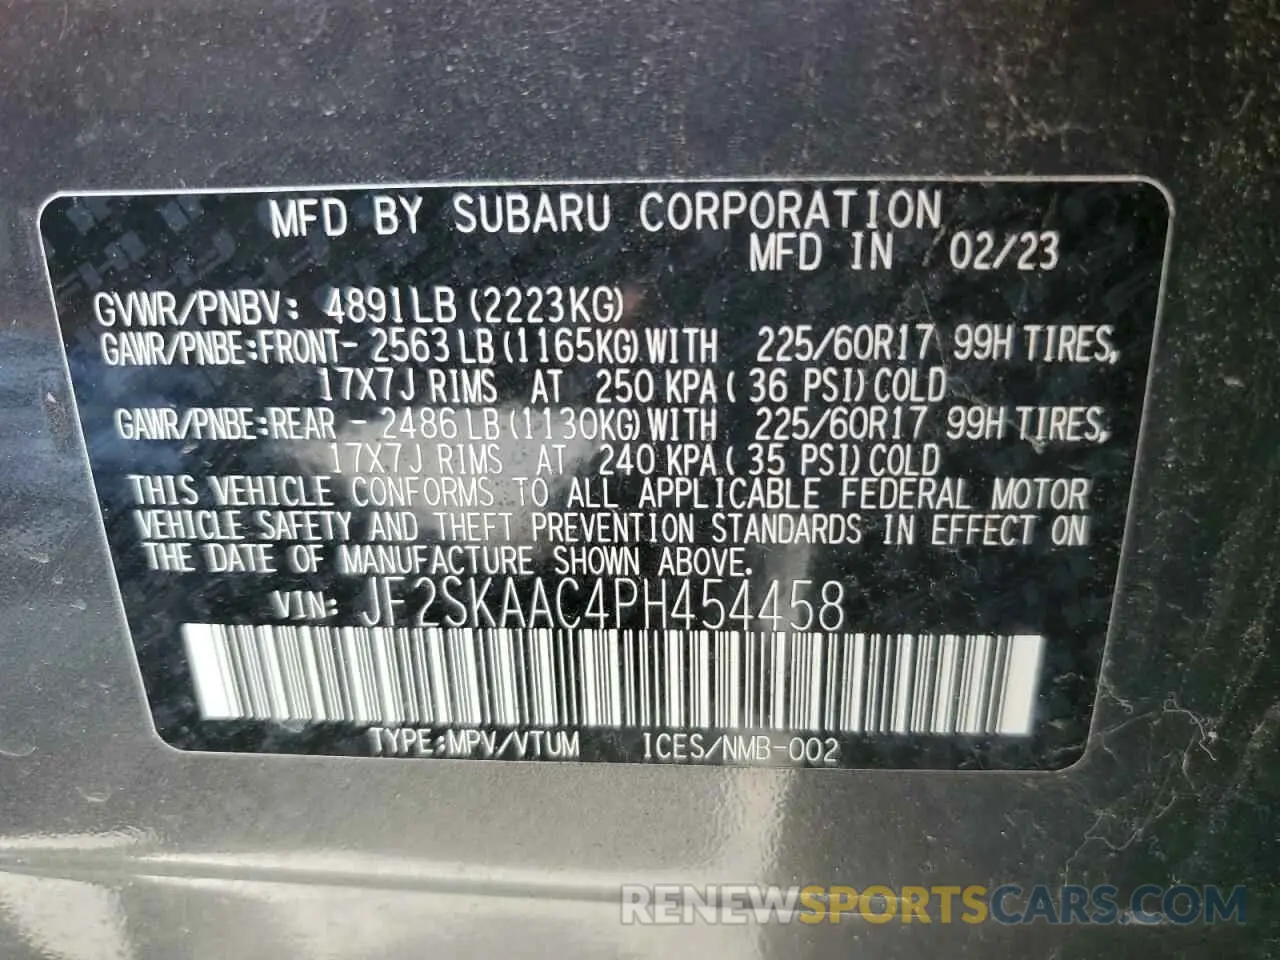 MFD BY SUBARU CORPORATION
MFD IN 02/23
GVWR/PNBV: 4891LB (2223KG)
GAWR/PNBE:FRONT- 2563 LB (1165KG) WITH 225/60R17 99H TIRES,
17X7J RIMS AT 250 KPA ( 36 PSI) COLD
GAWR/PNBE:REAR - 2486 LB (1130KG) WITH 225/60R17 99H TIRES,
17X7J RIMS AT 240 KPA ( 35 PSI) COLD
THIS VEHICLE CONFORMS TO ALL APPLICABLE FEDERAL MOTOR
VEHICLE SAFETY AND THEFT PREVENTION STANDARDS IN EFFECT ON
THE DATE OF MANUFACTURE SHOWN ABOVE.
VIN: JF2SKAAC4PH454458
TYPE:MPV/VTUM ICES/NMB-002
RENEWSPORTSCARS.COM